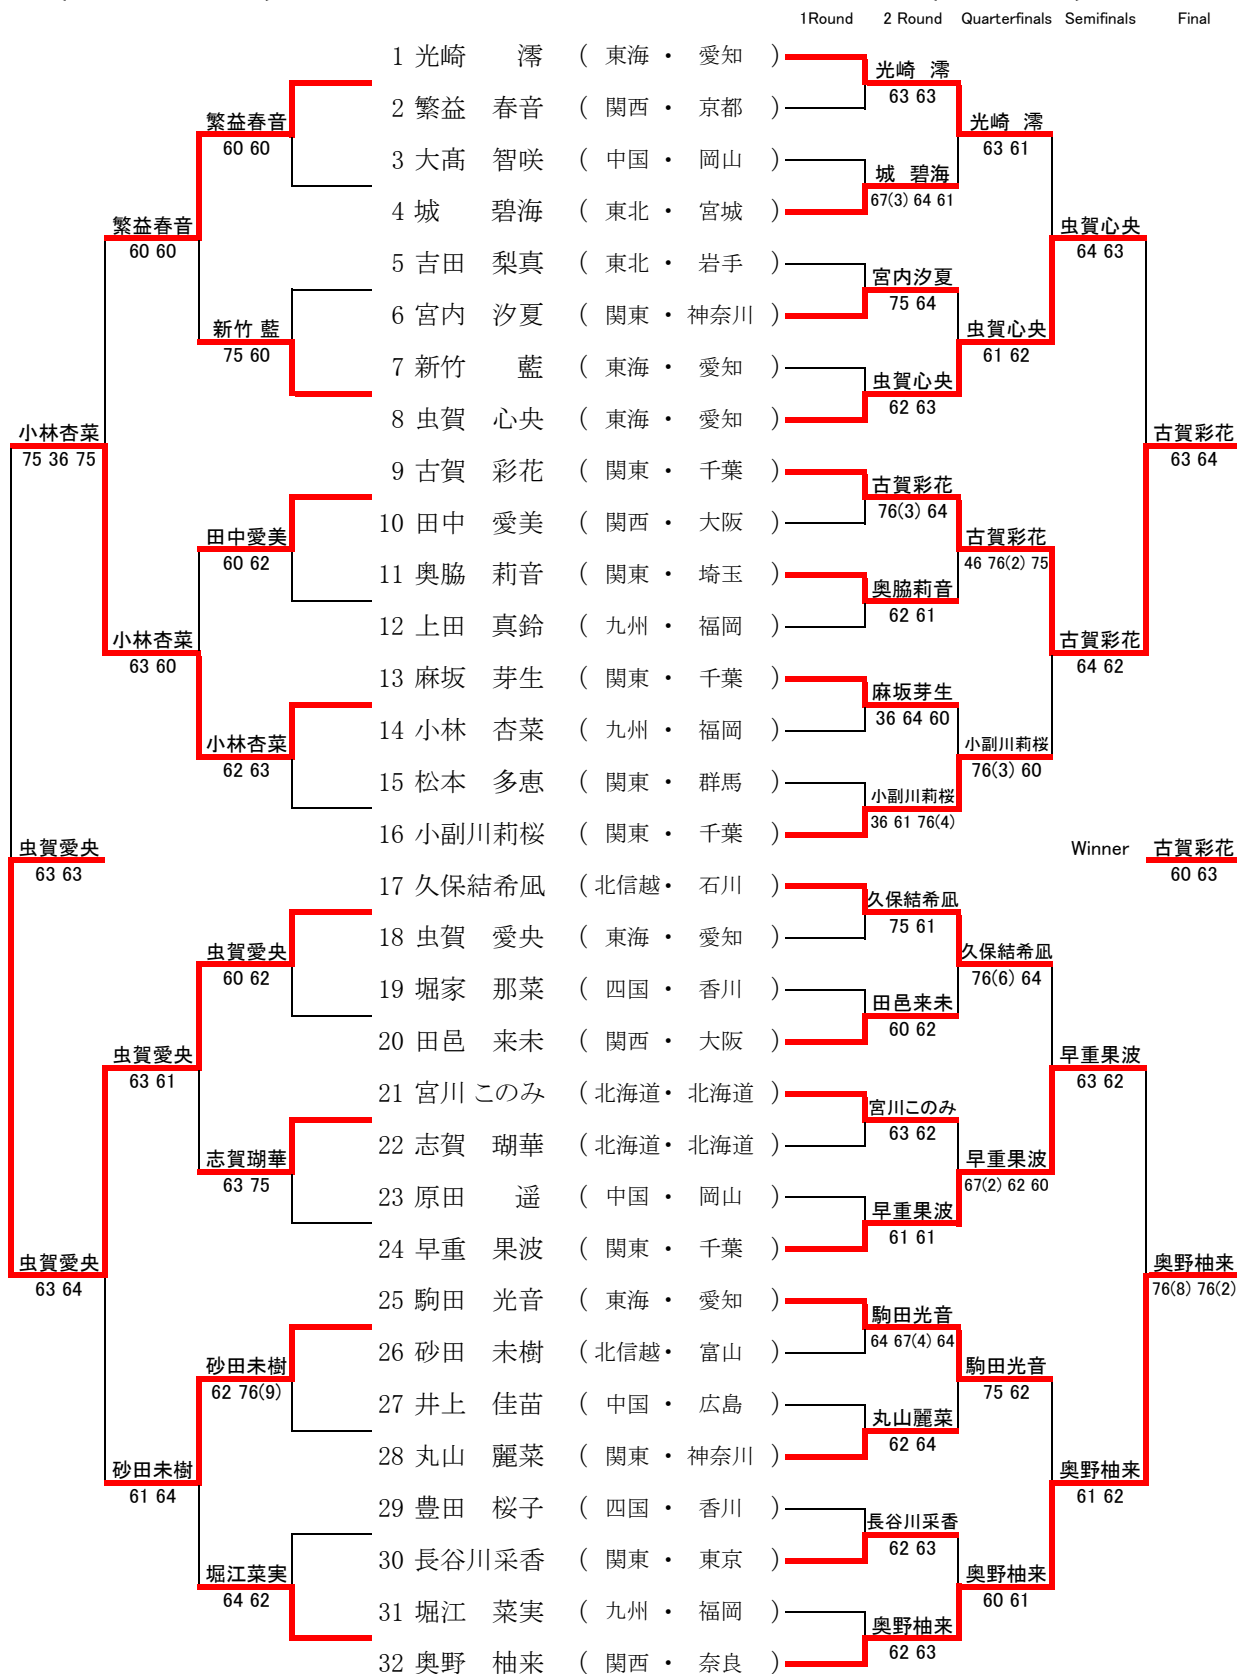 1Round 2 Round Quarterfinals Semifinals Final
1 光崎 澪 ( 東海 ・ 愛知 )
光崎 澪
63 63
2 繁益 春音 ( 関西 ・ 京都 )
繁益春音
60 60
光崎 澪
63 61
3 大髙 智咲 ( 中国 ・ 岡山 )
城 碧海
67(3) 64 61
4 城 碧海 ( 東北 ・ 宮城 )
繁益春音
60 60
虫賀心央
64 63
5 吉田 梨真 ( 東北 ・ 岩手 )
宮内汐夏
75 64
6 宮内 汐夏 ( 関東 ・ 神奈川 )
新竹 藍
75 60
虫賀心央
61 62
7 新竹 藍 ( 東海 ・ 愛知 )
虫賀心央
62 63
8 虫賀 心央 ( 東海 ・ 愛知 )
小林杏菜
75 36 75
古賀彩花
63 64
9 古賀 彩花 ( 関東 ・ 千葉 )
古賀彩花
76(3) 64
10 田中 愛美 ( 関西 ・ 大阪 )
田中愛美
60 62
古賀彩花
46 76(2) 75
11 奥脇 莉音 ( 関東 ・ 埼玉 )
奥脇莉音
62 61
12 上田 真鈴 ( 九州 ・ 福岡 )
小林杏菜
63 60
古賀彩花
64 62
13 麻坂 芽生 ( 関東 ・ 千葉 )
麻坂芽生
36 64 60
14 小林 杏菜 ( 九州 ・ 福岡 )
小林杏菜
62 63
小副川莉桜
76(3) 60
15 松本 多恵 ( 関東 ・ 群馬 )
小副川莉桜
36 61 76(4)
16 小副川莉桜 ( 関東 ・ 千葉 )
虫賀愛央
63 63
Winner 古賀彩花
60 63
17 久保結希凪 ( 北信越・ 石川 )
久保結希凪
75 61
18 虫賀 愛央 ( 東海 ・ 愛知 )
虫賀愛央
60 62
久保結希凪
76(6) 64
19 堀家 那菜 ( 四国 ・ 香川 )
田邑来未
60 62
20 田邑 来未 ( 関西 ・ 大阪 )
虫賀愛央
63 61
早重果波
63 62
21 宮川 このみ ( 北海道・ 北海道 )
宮川このみ
63 62
22 志賀 瑚華 ( 北海道・ 北海道 )
志賀瑚華
63 75
早重果波
67(2) 62 60
23 原田 遥 ( 中国 ・ 岡山 )
早重果波
61 61
24 早重 果波 ( 関東 ・ 千葉 )
虫賀愛央
63 64
奥野柚来
76(8) 76(2)
25 駒田 光音 ( 東海 ・ 愛知 )
駒田光音
64 67(4) 64
26 砂田 未樹 ( 北信越・ 富山 )
砂田未樹
62 76(9)
駒田光音
75 62
27 井上 佳苗 ( 中国 ・ 広島 )
丸山麗菜
62 64
28 丸山 麗菜 ( 関東 ・ 神奈川 )
砂田未樹
61 64
奥野柚来
61 62
29 豊田 桜子 ( 四国 ・ 香川 )
長谷川采香
62 63
30 長谷川采香 ( 関東 ・ 東京 )
堀江菜実
64 62
奥野柚来
60 61
31 堀江 菜実 ( 九州 ・ 福岡 )
奥野柚来
62 63
32 奥野 柚来 ( 関西 ・ 奈良 )